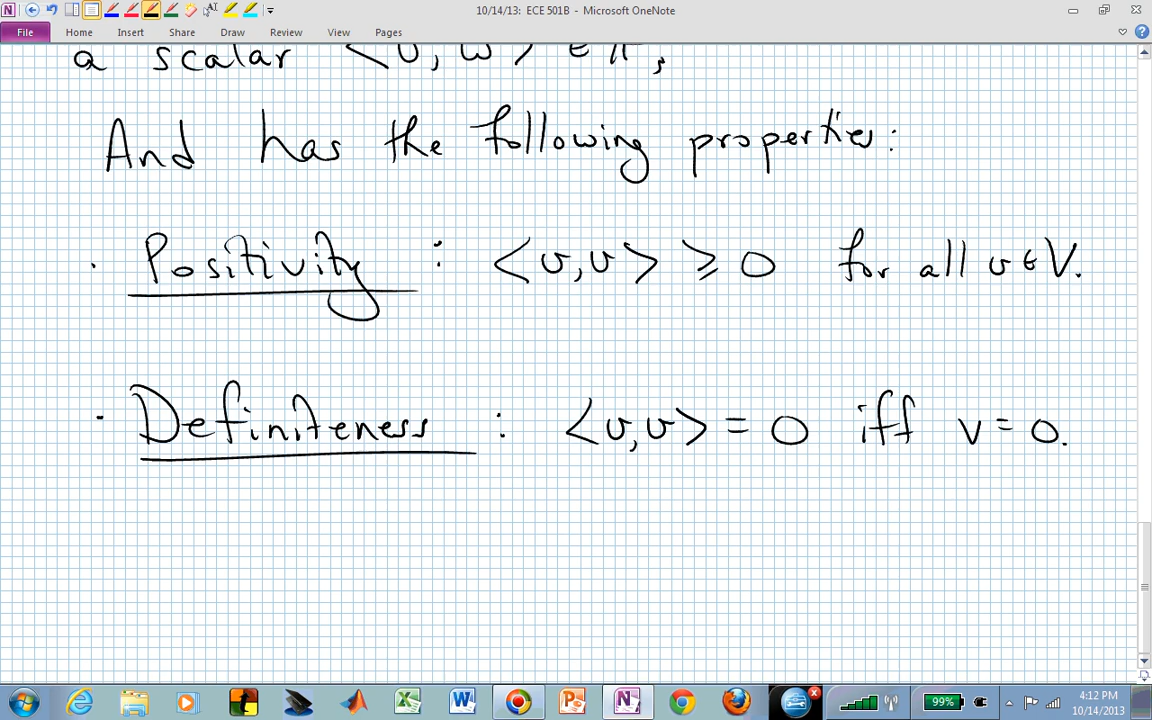 10/14/13: ECE 501B - Microsoft OneNote
File Home Insert Share Draw Review View Pages
a scalar <v, w> ∈
And has the following properties:
· Positivity : <v,v> ⩾ 0 for all v ∈ V.
· Definiteness : <v,v> = 0 iff v = 0.
99%
4:12 PM
10/14/2013